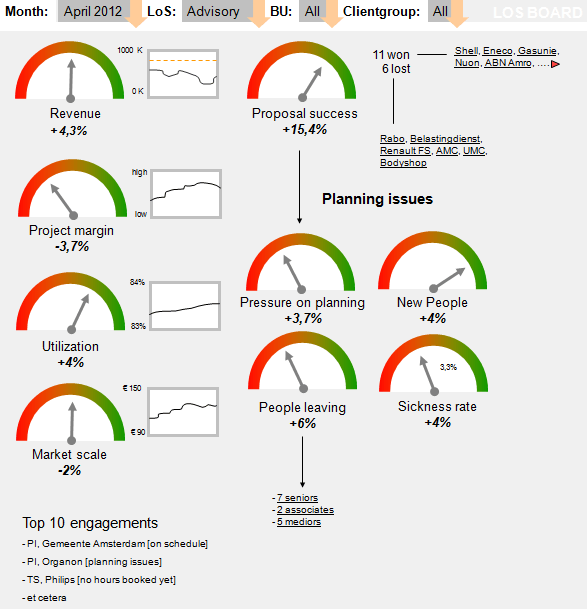 Month: April 2012 LoS: Advisory BU: All Clientgroup: All LOS BOARD
1000 K
0 K
Revenue
+4,3%
Proposal success
+15,4%
11 won
6 lost
Shell, Eneco, Gasunie,
Nuon, ABN Amro, ....
Rabo, Belastingdienst,
Renault FS, AMC, UMC,
Bodyshop
high
low
Project margin
-3,7%
Planning issues
84%
83%
Utilization
+4%
Pressure on planning
+3,7%
New People
+4%
€ 150
€ 90
Market scale
-2%
People leaving
+6%
3,3%
Sickness rate
+4%
- 7 seniors
- 2 associates
- 5 mediors
Top 10 engagements
- PI, Gemeente Amsterdam [on schedule]
- PI, Organon [planning issues]
- TS, Philips [no hours booked yet]
- et cetera